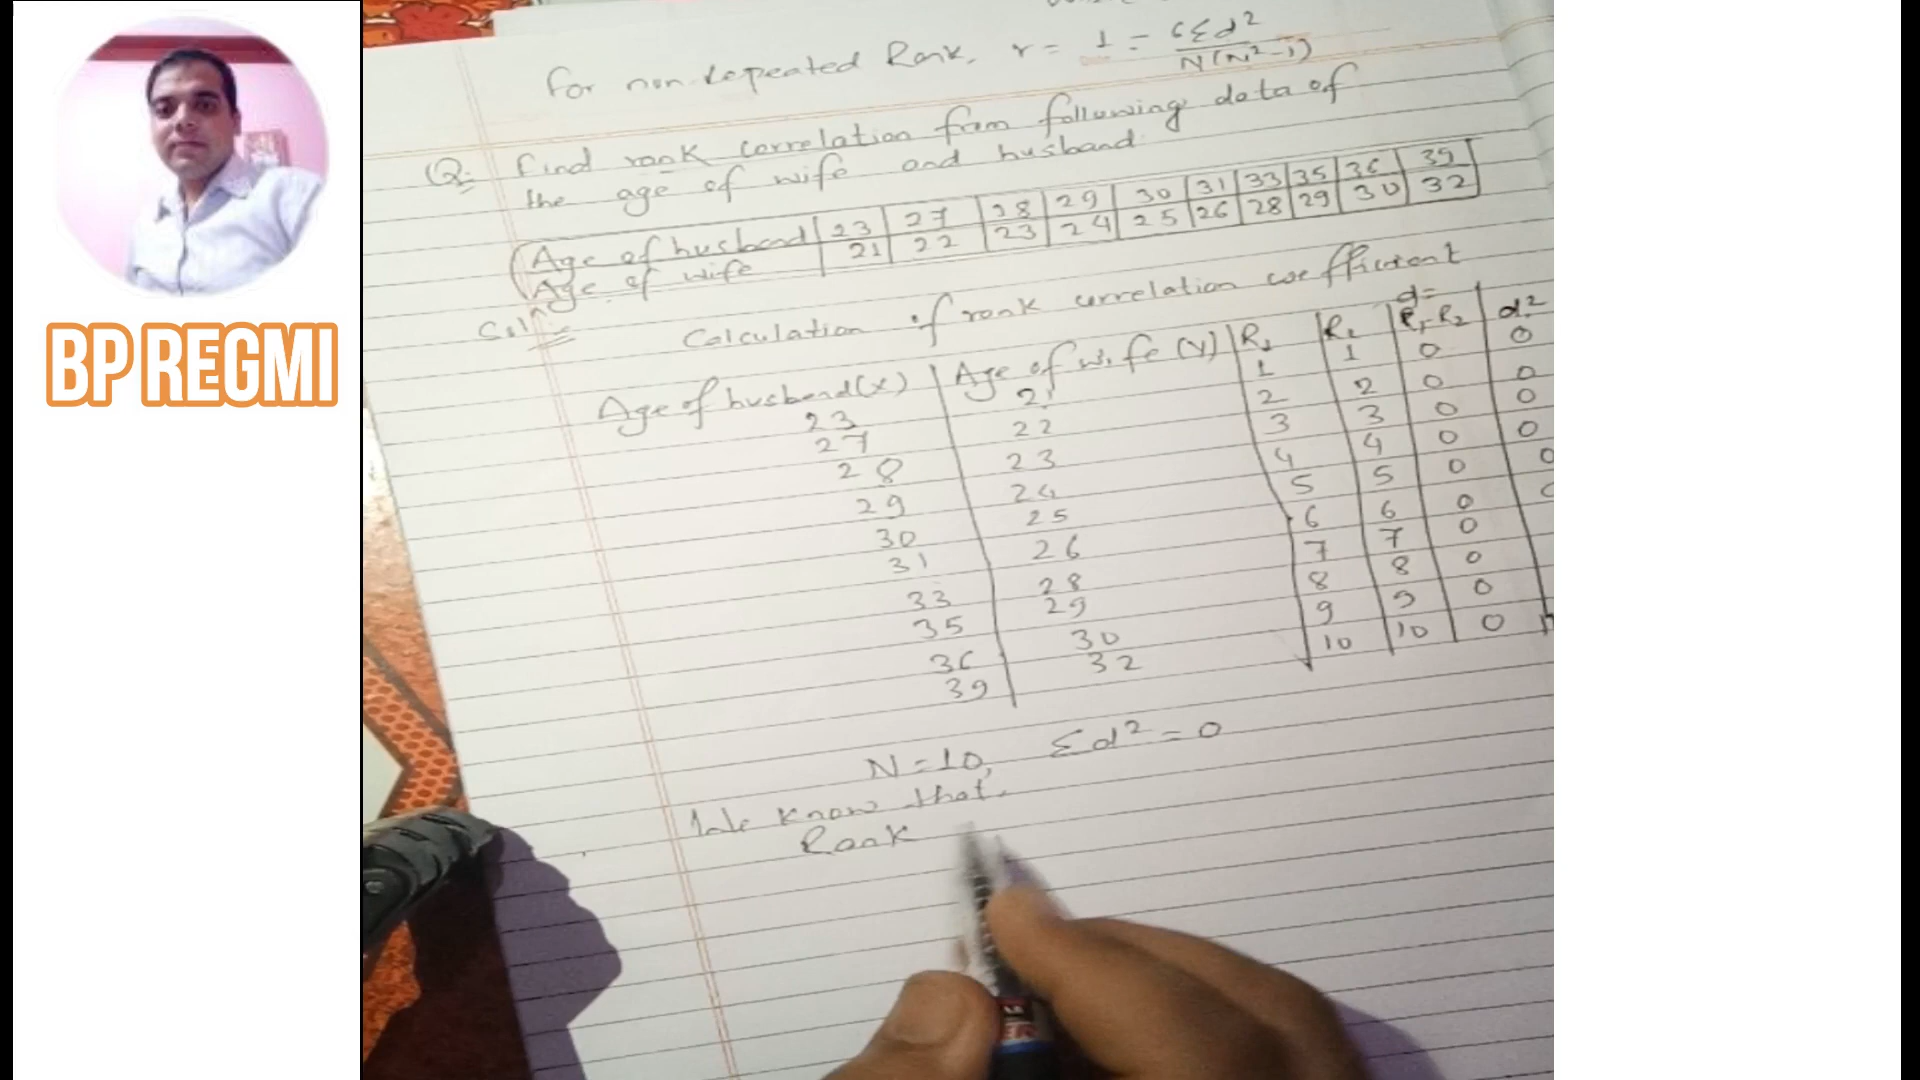 BP REGMI
For non-repeated Rank, r = 1 - 6Σd² / N(N²-1)
Q: Find rank correlation from following data of
the age of wife and husband
Age of husband 23 27 28 29 30 31 33 35 36 39
Age of wife 21 22 23 24 25 26 28 29 30 32
Solⁿ
Calculation of rank correlation coefficient
Age of husband(x) Age of wife (y) R₁ R₂ d= R₁-R₂ d²
23 21 1 1 0 0
27 22 2 2 0 0
28 23 3 3 0 0
29 24 4 4 0 0
30 25 5 5 0 0
31 26 6 6 0
33 28 7 7 0
35 29 8 8 0
36 30 9 9 0
39 32 10 10 0
N=10, Σd²=0
We know that,
Rank